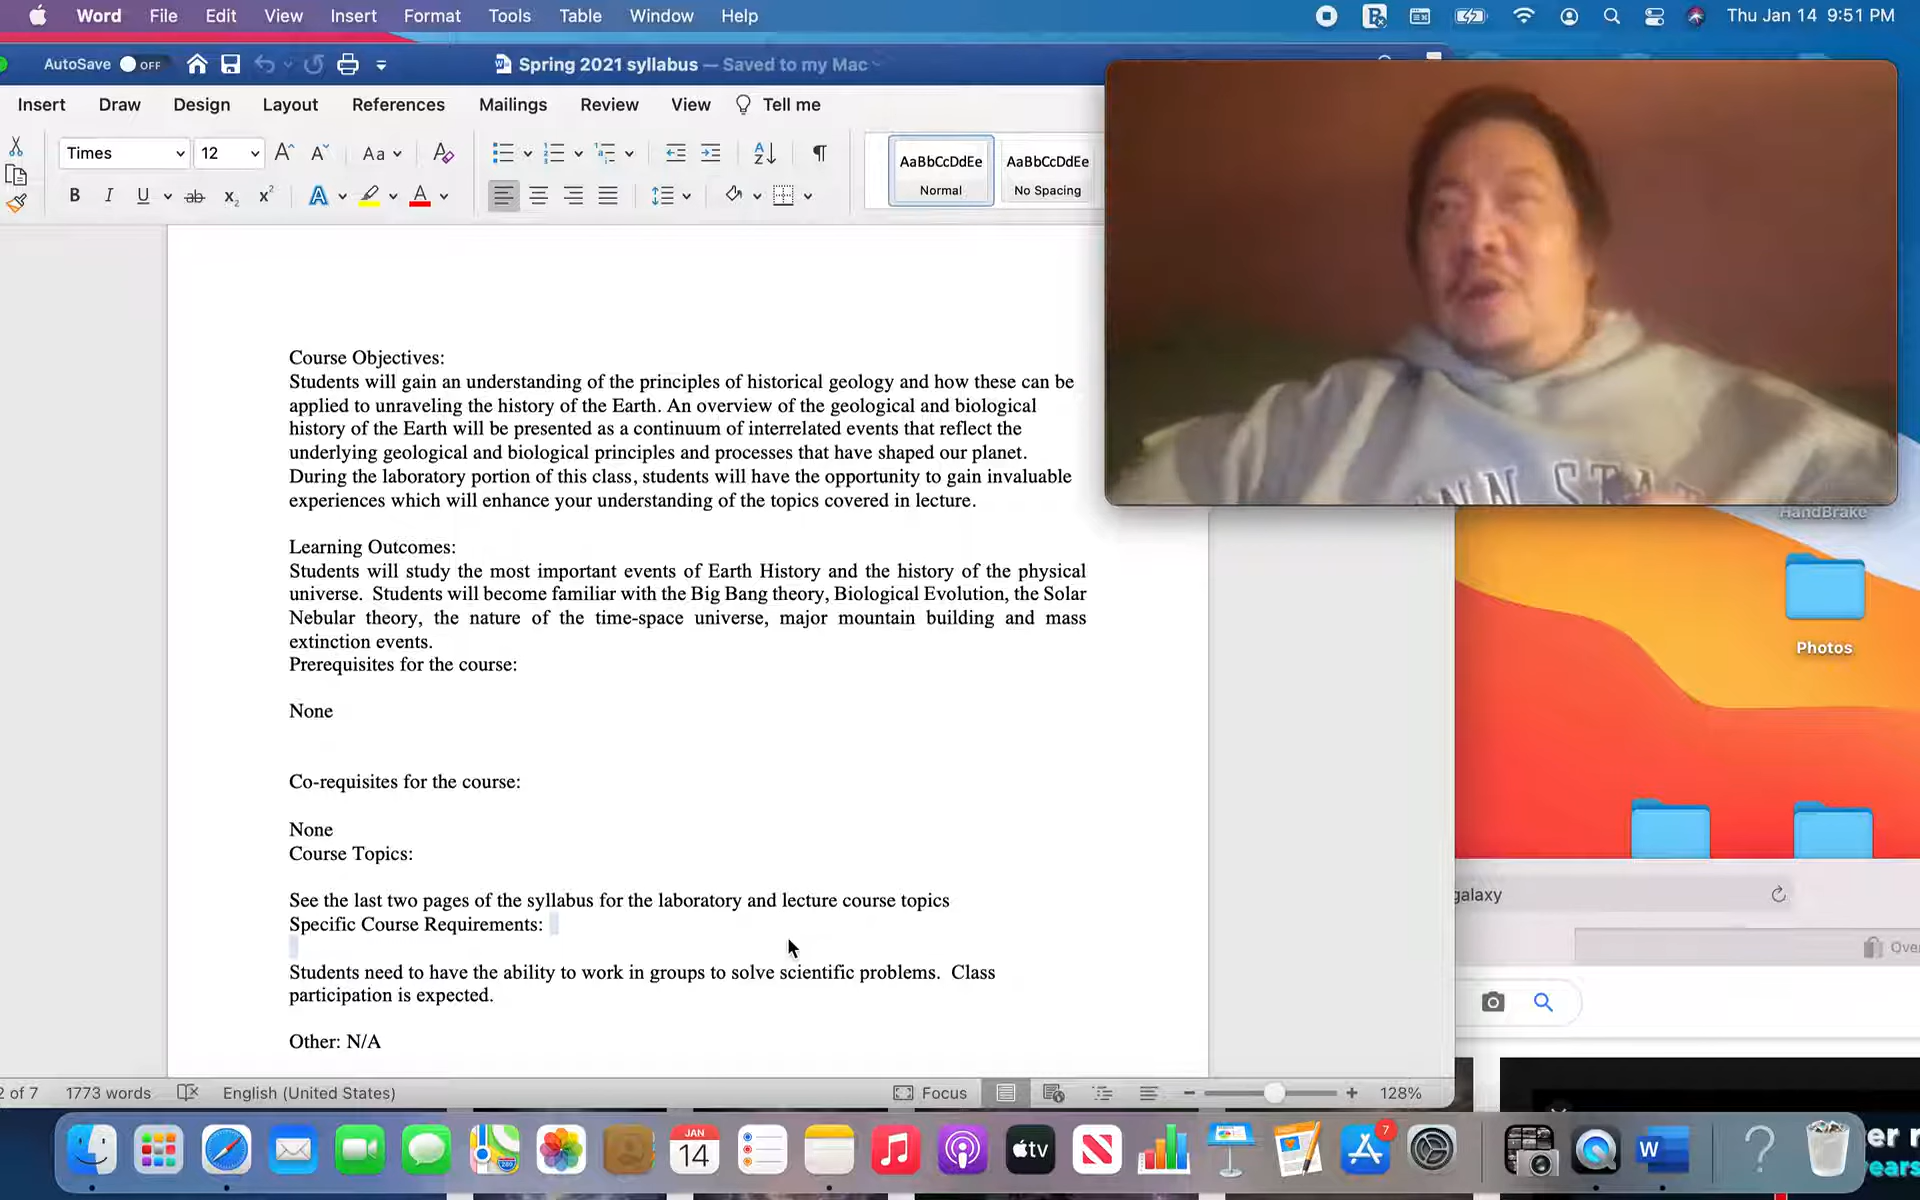 Word File Edit View Insert Format Tools Table Window Help
Thu Jan 14 9:51 PM
AutoSave OFF
Spring 2021 syllabus — Saved to my Mac
Insert Draw Design Layout References Mailings Review View Tell me
Times 12 Aa
AaBbCcDdEe AaBbCcDdEe
B I U ab x2 x2 A A
Normal No Spacing
Course Objectives:
Students will gain an understanding of the principles of historical geology and how these can be
applied to unraveling the history of the Earth. An overview of the geological and biological
history of the Earth will be presented as a continuum of interrelated events that reflect the
underlying geological and biological principles and processes that have shaped our planet.
During the laboratory portion of this class, students will have the opportunity to gain invaluable
experiences which will enhance your understanding of the topics covered in lecture.
Learning Outcomes:
Students will study the most important events of Earth History and the history of the physical
universe.  Students will become familiar with the Big Bang theory, Biological Evolution, the Solar
Nebular theory, the nature of the time-space universe, major mountain building and mass
extinction events.
Prerequisites for the course:
None
Co-requisites for the course:
None
Course Topics:
See the last two pages of the syllabus for the laboratory and lecture course topics
Specific Course Requirements:
Students need to have the ability to work in groups to solve scientific problems.  Class
participation is expected.
Other: N/A
HandBrake
Photos
galaxy
Over
2 of 7 1773 words English (United States) Focus 128%
JAN
14
tv
7
W
er
ears